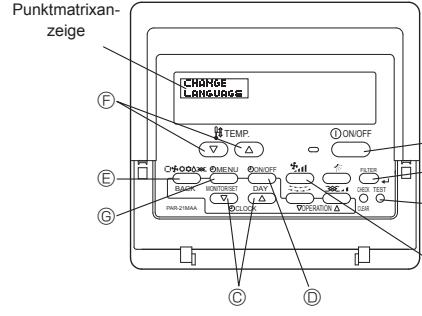 Punktmatrixan-
zeige
CHANGE
LANGUAGE
F
TEMP.
ON/OFF
E
MENU
ON/OFF
FILTER
BACK
MONITOR/SET
DAY
CHECK
TEST
G
PAR-21MAA
CLOCK
OPERATION
CLEAR
C
D